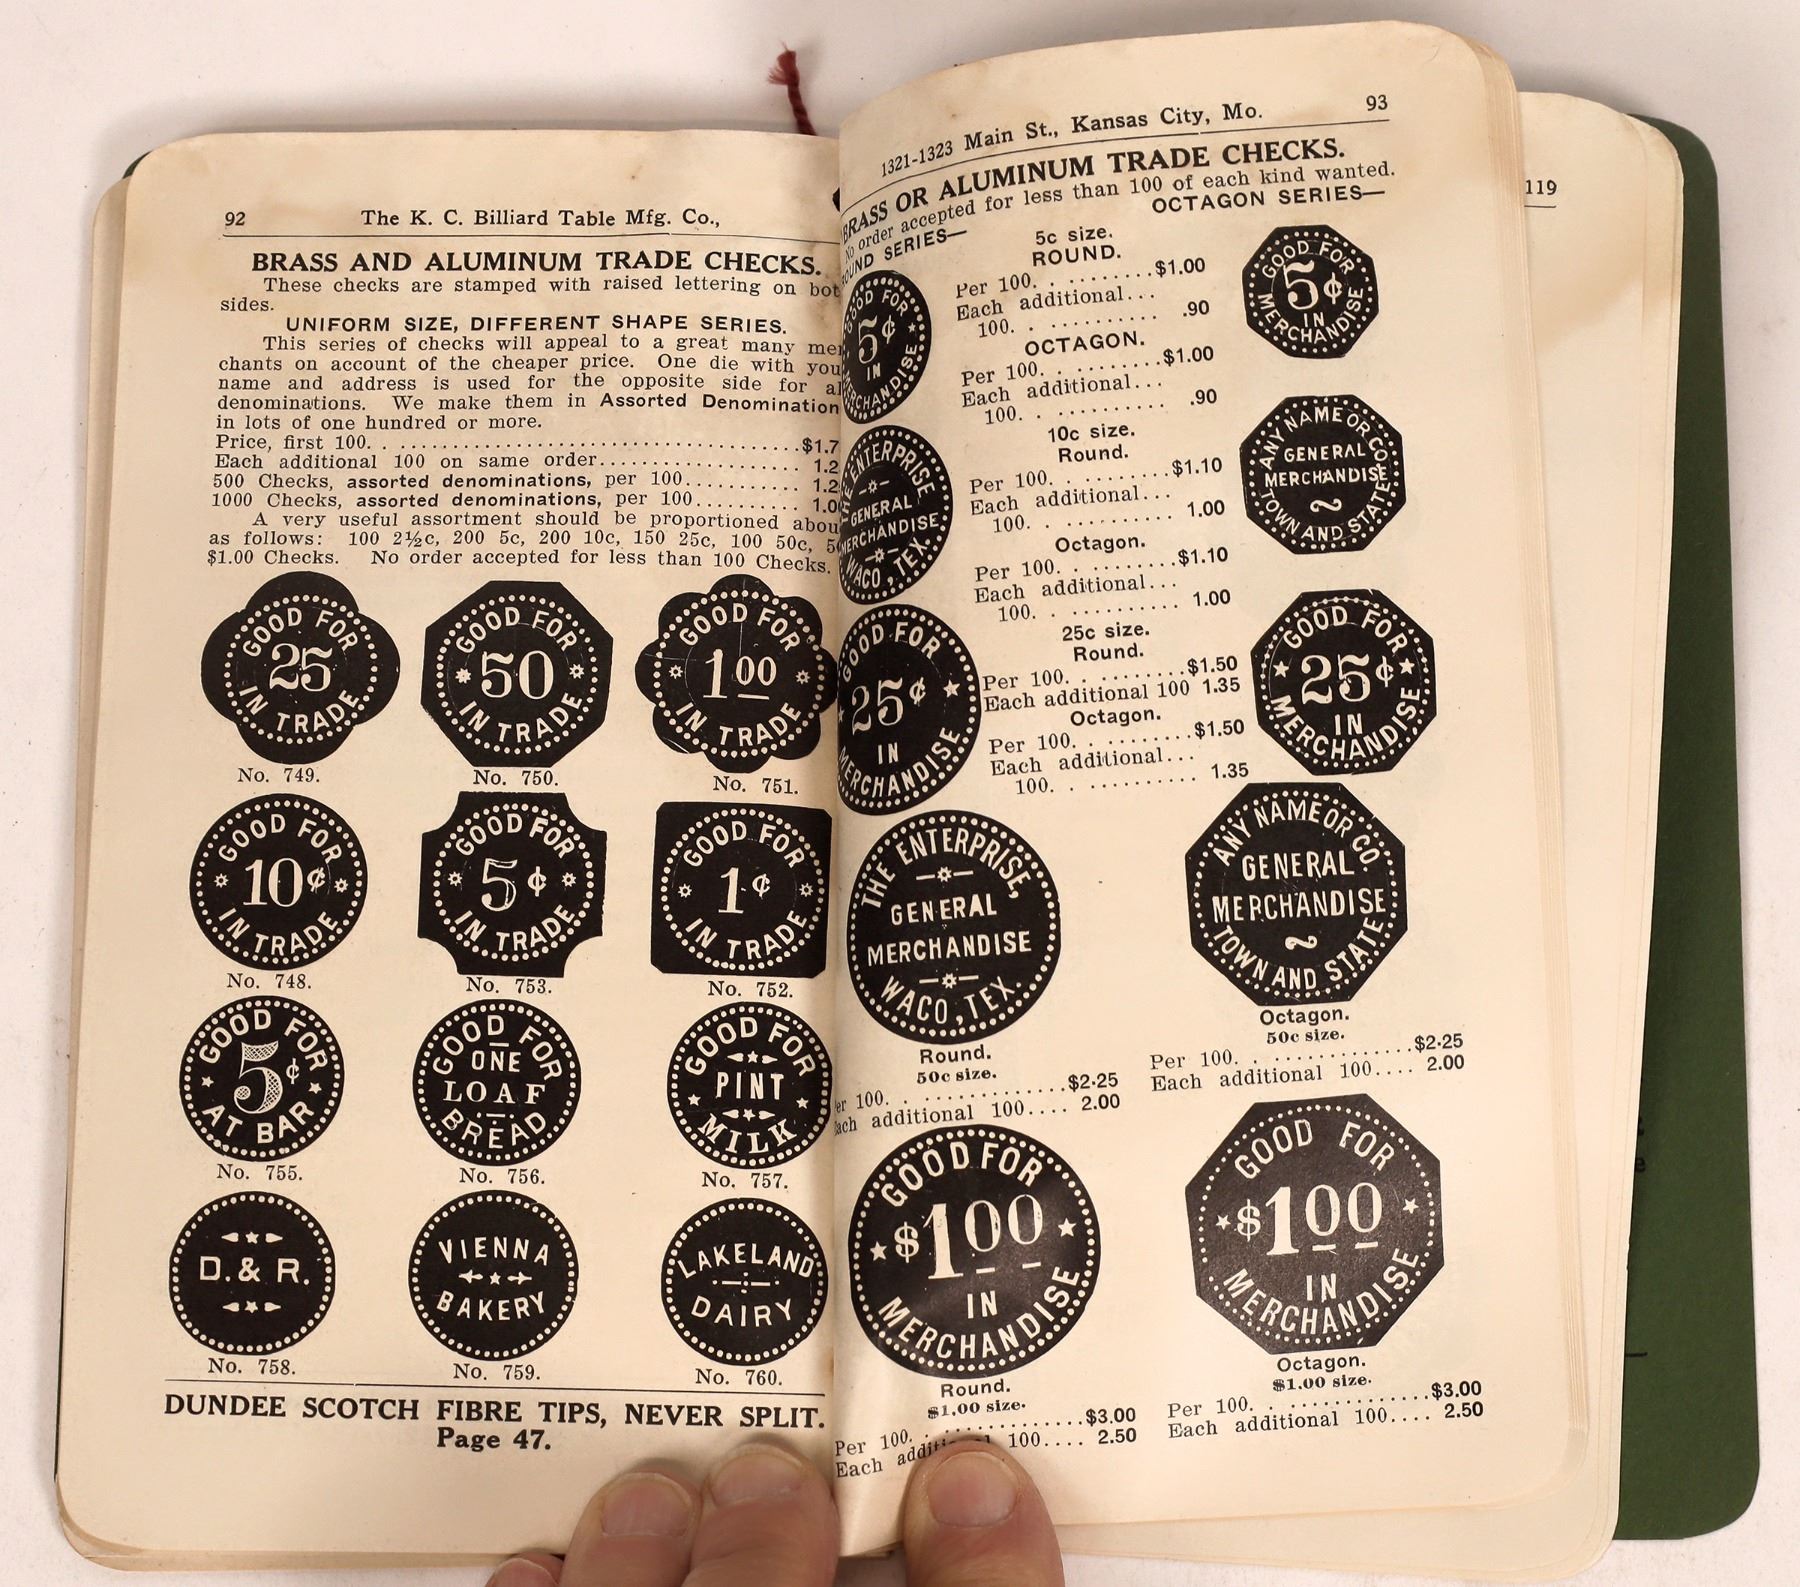 92 The K. C. Billiard Table Mfg. Co.,
BRASS AND ALUMINUM TRADE CHECKS.
These checks are stamped with raised lettering on bot
sides.
UNIFORM SIZE, DIFFERENT SHAPE SERIES.
This series of checks will appeal to a great many mer
chants on account of the cheaper price. One die with you
name and address is used for the opposite side for al
denominations. We make them in Assorted Denomination
in lots of one hundred or more.
Price, first 100. . ................................ $1.7
Each additional 100 on same order.................. 1.2
500 Checks, assorted denominations, per 100.......... 1.2
1000 Checks, assorted denominations, per 100......... 1.0
A very useful assortment should be proportioned abou
as follows: 100 2½c, 200 5c, 200 10c, 150 25c, 100 50c, 5
$1.00 Checks. No order accepted for less than 100 Checks.
GOOD FOR
25
IN TRADE
No. 749.
GOOD FOR
50
IN TRADE
No. 750.
GOOD FOR
1 00
IN TRADE
No. 751.
GOOD FOR
10¢
IN TRADE
No. 748.
GOOD FOR
5¢
IN TRADE
No. 753.
GOOD FOR
1¢
IN TRADE
No. 752.
GOOD FOR
5¢
AT BAR
No. 755.
GOOD FOR
ONE
LOAF
BREAD
No. 756.
GOOD FOR
PINT
MILK
No. 757.
D. & R.
No. 758.
VIENNA
BAKERY
No. 759.
LAKELAND
DAIRY
No. 760.
DUNDEE SCOTCH FIBRE TIPS, NEVER SPLIT.
Page 47.
1321-1323 Main St., Kansas City, Mo. 93
BRASS OR ALUMINUM TRADE CHECKS.
No order accepted for less than 100 of each kind wanted.
OUND SERIES— OCTAGON SERIES—
GOOD FOR
5¢
IN
MERCHANDISE
THE ENTERPRISE
GENERAL
MERCHANDISE
WACO, TEX.
GOOD FOR
25¢
IN
MERCHANDISE
5c size.
ROUND.
Per 100. ......... $1.00
Each additional...
100. . .......... .90
OCTAGON.
Per 100. ......... $1.00
Each additional...
100. . .......... .90
10c size.
Round.
Per 100. ......... $1.10
Each additional...
100. . .......... 1.00
Octagon.
Per 100. ......... $1.10
Each additional...
100. . .......... 1.00
25c size.
Round.
Per 100. ......... $1.50
Each additional 100 1.35
Octagon.
Per 100. ......... $1.50
Each additional...
100. . .......... 1.35
GOOD FOR
5¢
IN
MERCHANDISE
ANY NAME OR CO.
GENERAL
MERCHANDISE
TOWN AND STATE
GOOD FOR
25¢
IN
MERCHANDISE
THE ENTERPRISE,
GENERAL
MERCHANDISE
WACO, TEX.
Round.
50c size.
er 100. . ............. $2.25
ach additional 100.... 2.00
ANY NAME OR CO.
GENERAL
MERCHANDISE
TOWN AND STATE
Octagon.
50c size.
Per 100. . ............ $2.25
Each additional 100.... 2.00
GOOD FOR
$1 00
IN
MERCHANDISE
Round.
$1.00 size.
Per 100. . ............ $3.00
Each additi 100.... 2.50
GOOD FOR
$1 00
IN
MERCHANDISE
Octagon.
$1.00 size.
Per 100. . ............ $3.00
Each additional 100.... 2.50
119